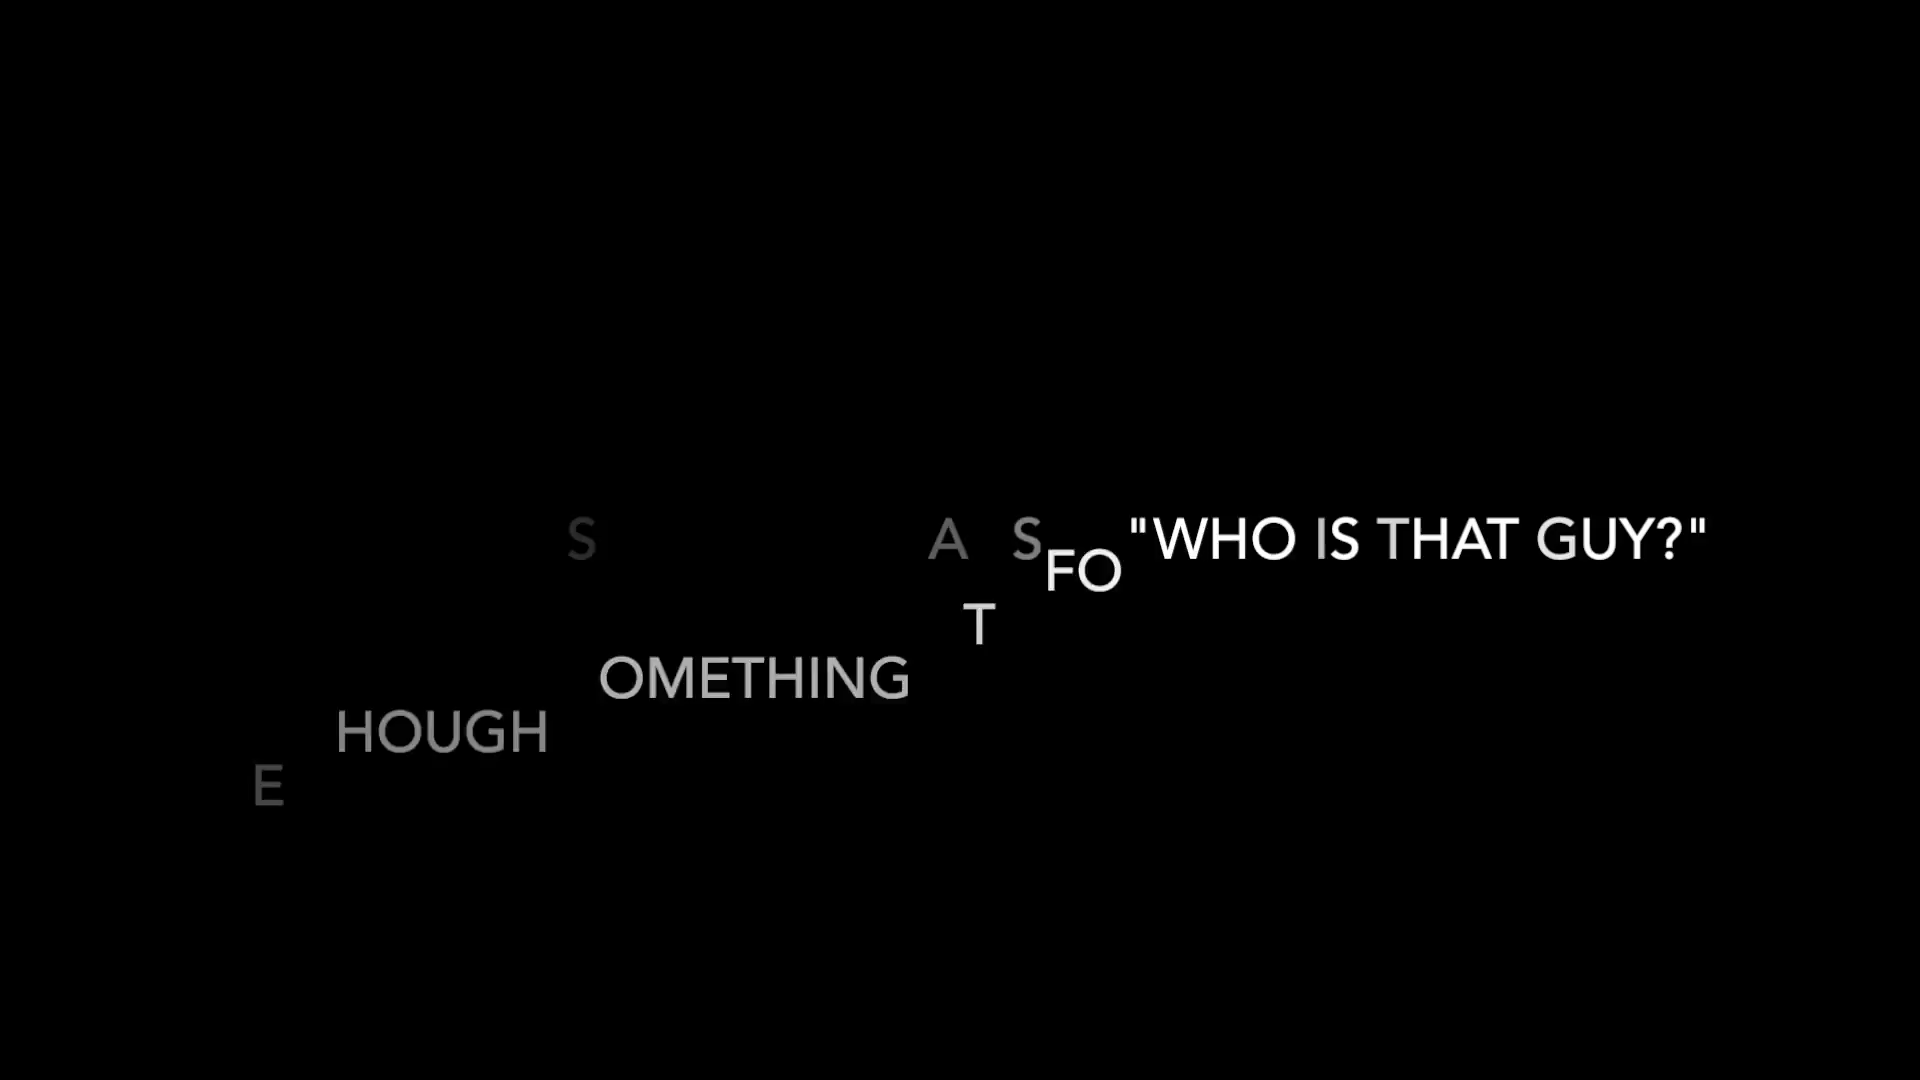 S A S "WHO IS THAT GUY?"
FO
T
OMETHING
HOUGH
E